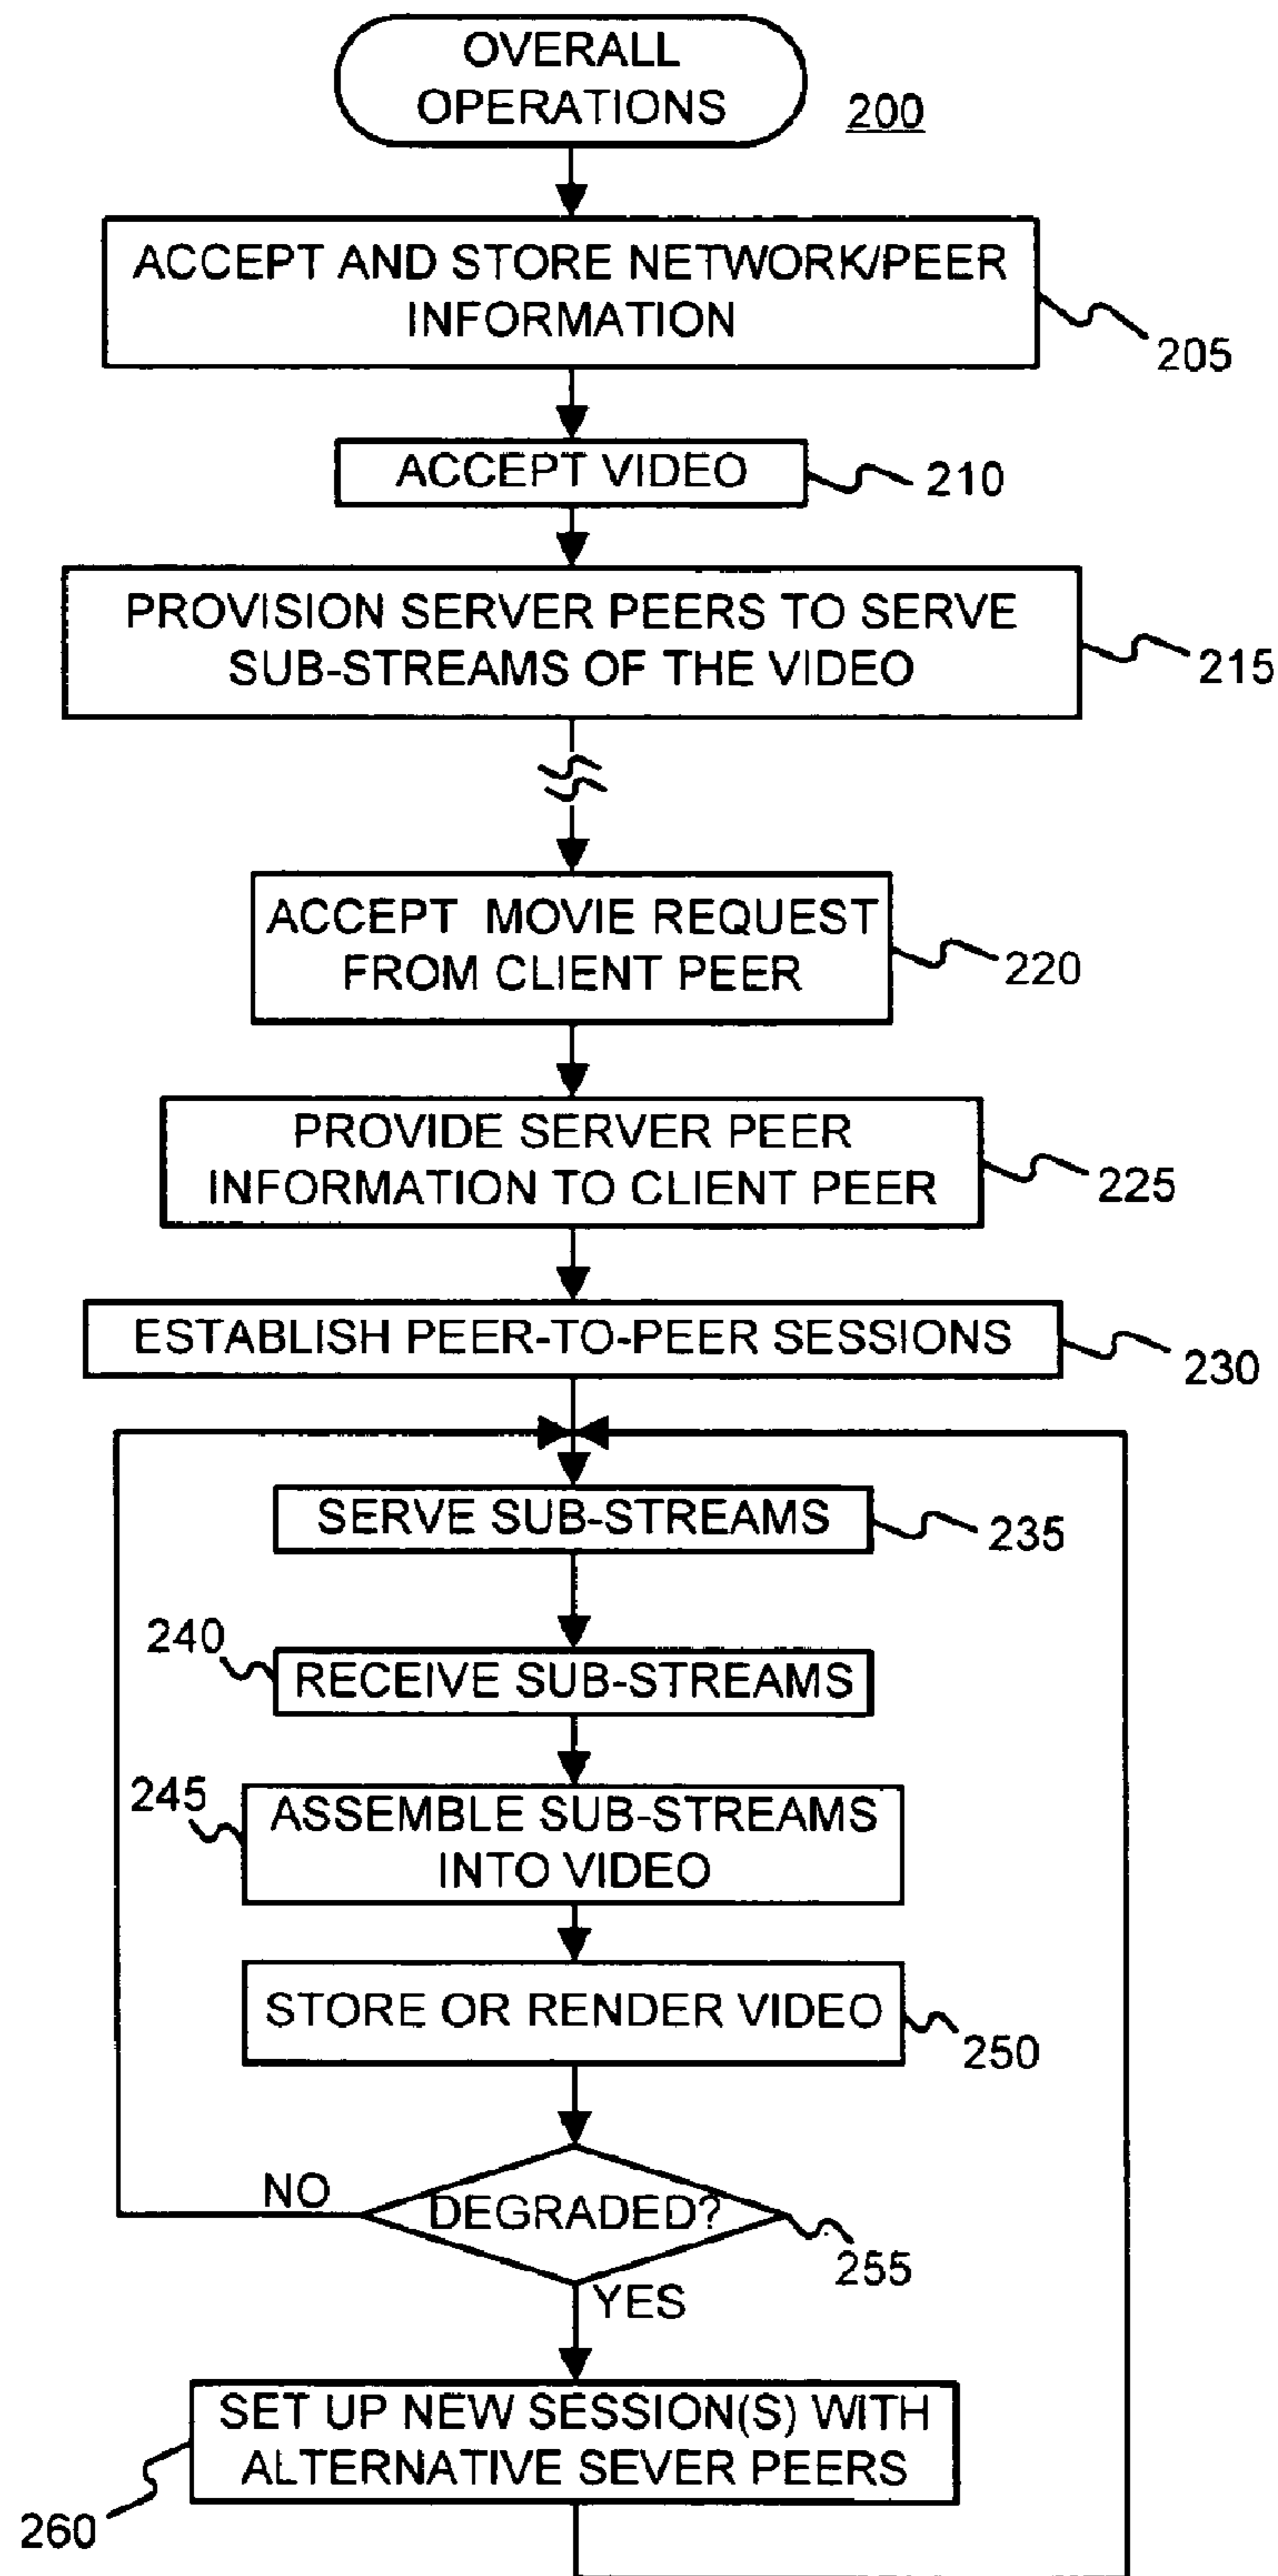 OVERALL
OPERATIONS
200
ACCEPT AND STORE NETWORK/PEER
INFORMATION
205
ACCEPT VIDEO
210
PROVISION SERVER PEERS TO SERVE
SUB-STREAMS OF THE VIDEO
215
ACCEPT MOVIE REQUEST
FROM CLIENT PEER
220
PROVIDE SERVER PEER
INFORMATION TO CLIENT PEER
225
ESTABLISH PEER-TO-PEER SESSIONS
230
SERVE SUB-STREAMS
235
240
RECEIVE SUB-STREAMS
245
ASSEMBLE SUB-STREAMS
INTO VIDEO
STORE OR RENDER VIDEO
250
NO
DEGRADED?
255
YES
SET UP NEW SESSION(S) WITH
ALTERNATIVE SEVER PEERS
260